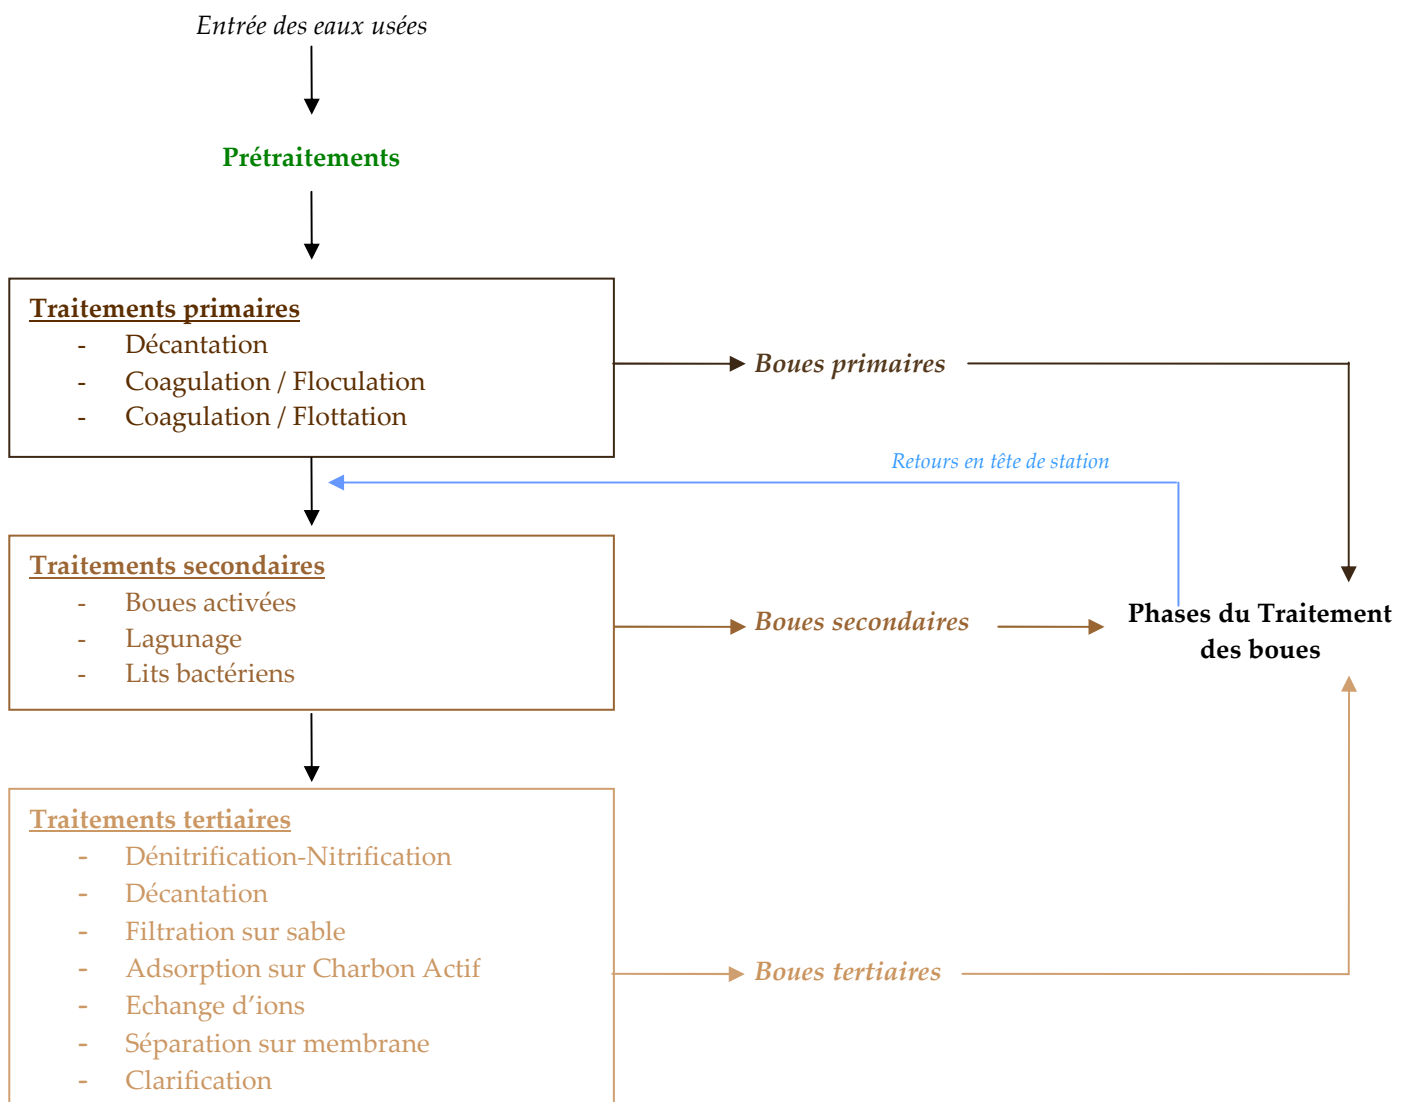 Entrée des eaux usées
Prétraitements
Traitements primaires
- Décantation
- Coagulation / Floculation
- Coagulation / Flottation
Boues primaires
Retours en tête de station
Traitements secondaires
- Boues activées
- Lagunage
- Lits bactériens
Boues secondaires
Phases du Traitement
des boues
Traitements tertiaires
- Dénitrification-Nitrification
- Décantation
- Filtration sur sable
- Adsorption sur Charbon Actif
- Echange d’ions
- Séparation sur membrane
- Clarification
Boues tertiaires